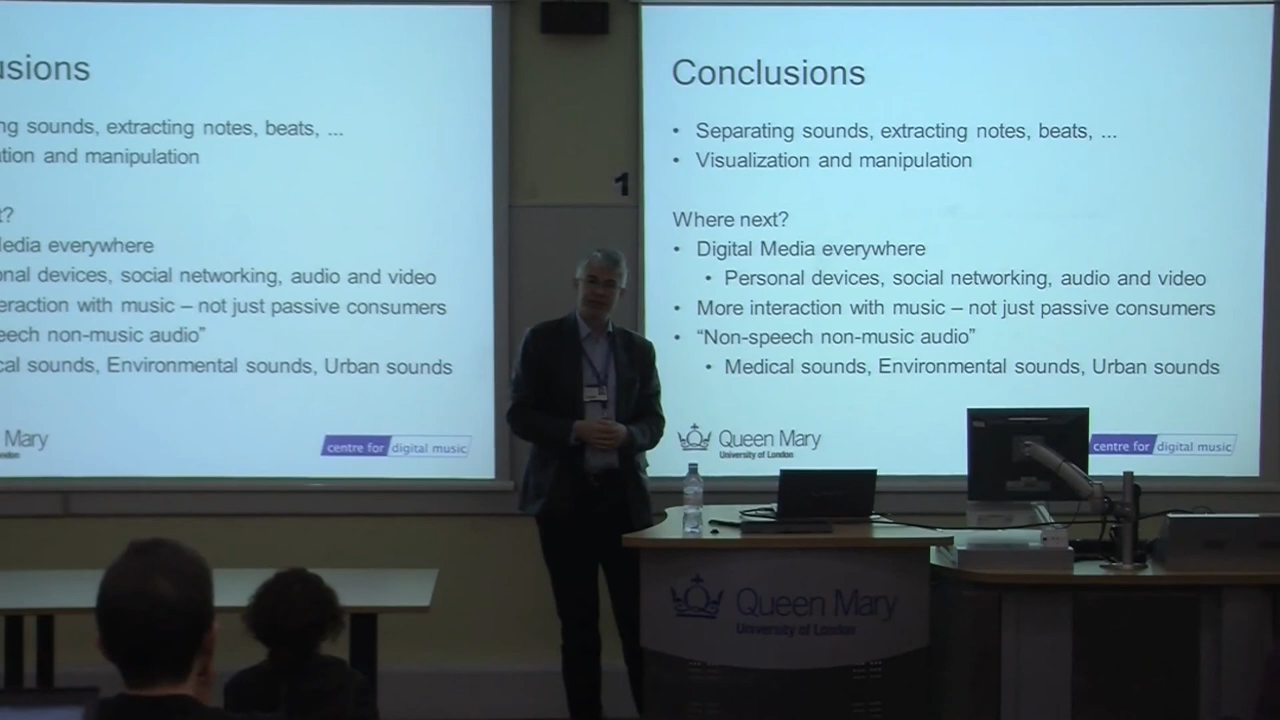 usions
ng sounds, extracting notes, beats, ...
tion and manipulation
t?
Media everywhere
onal devices, social networking, audio and video
eraction with music – not just passive consumers
eech non-music audio”
cal sounds, Environmental sounds, Urban sounds
Mary
ndon
centre for digital music
1
Conclusions
• Separating sounds, extracting notes, beats, ...
• Visualization and manipulation
Where next?
• Digital Media everywhere
• Personal devices, social networking, audio and video
• More interaction with music – not just passive consumers
• “Non-speech non-music audio”
• Medical sounds, Environmental sounds, Urban sounds
Queen Mary
University of London
centre for digital music
Queen Mary
University of London